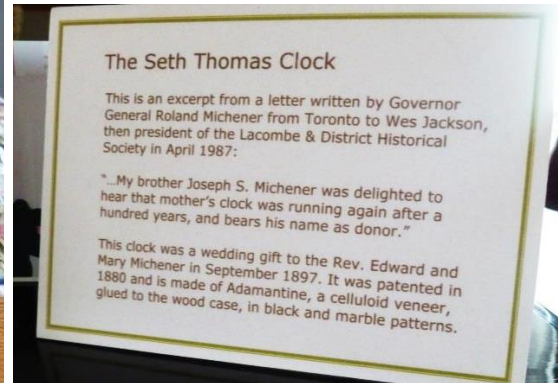 The Seth Thomas Clock
This is an excerpt from a letter written by Governor
General Roland Michener from Toronto to Wes Jackson,
then president of the Lacombe & District Historical
Society in April 1987:
"...My brother Joseph S. Michener was delighted to
hear that mother's clock was running again after a
hundred years, and bears his name as donor."
This clock was a wedding gift to the Rev. Edward and
Mary Michener in September 1897. It was patented in
1880 and is made of Adamantine, a celluloid veneer,
glued to the wood case, in black and marble patterns.